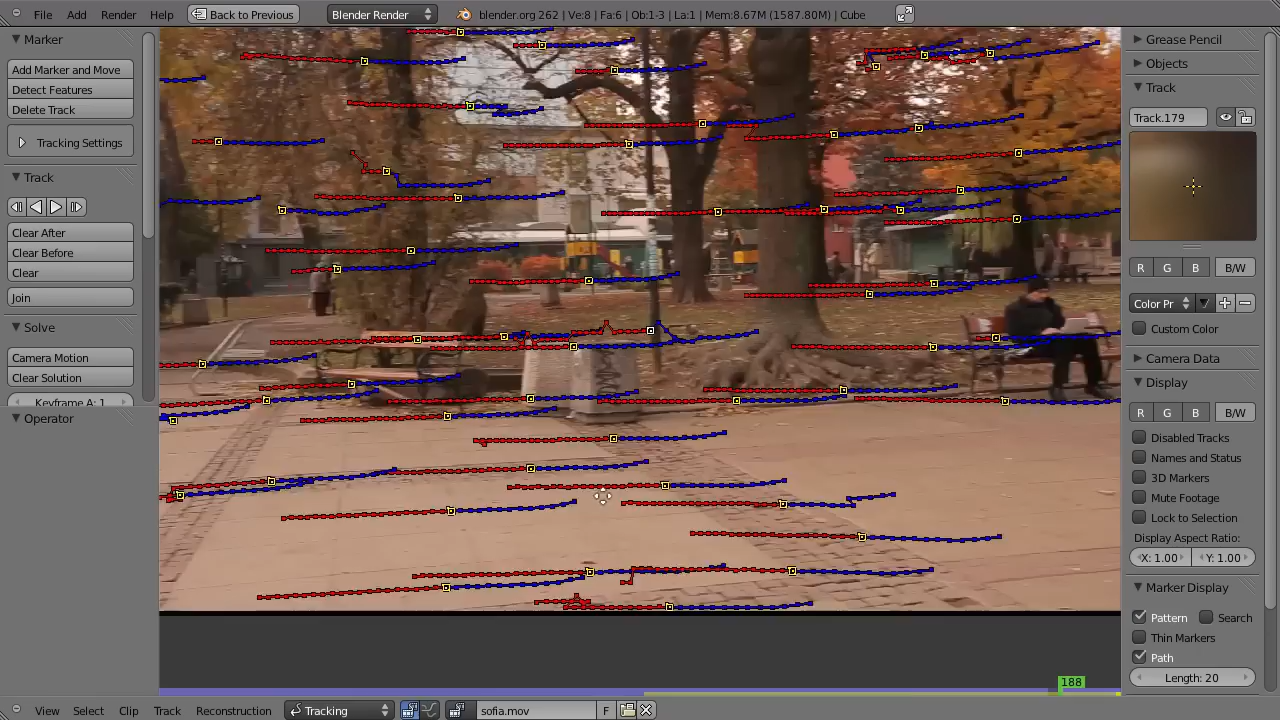 File Add Render Help Back to Previous Blender Render blender.org 262 | Ve:8 | Fa:6 | Ob:1-3 | La:1 | Mem:8.67M (1587.80M) | Cube
Marker
Add Marker and Move
Detect Features
Delete Track
Tracking Settings
Track
Clear After
Clear Before
Clear
Join
Solve
Camera Motion
Clear Solution
Keyframe A: 1
Operator
Grease Pencil
Objects
Track
Track.179
R G B B/W
Color Pr
Custom Color
Camera Data
Display
R G B B/W
Disabled Tracks
Names and Status
3D Markers
Mute Footage
Lock to Selection
Display Aspect Ratio:
X: 1.00 Y: 1.00
Marker Display
Pattern Search
Thin Markers
Path
Length: 20
188
View Select Clip Track Reconstruction Tracking sofia.mov F